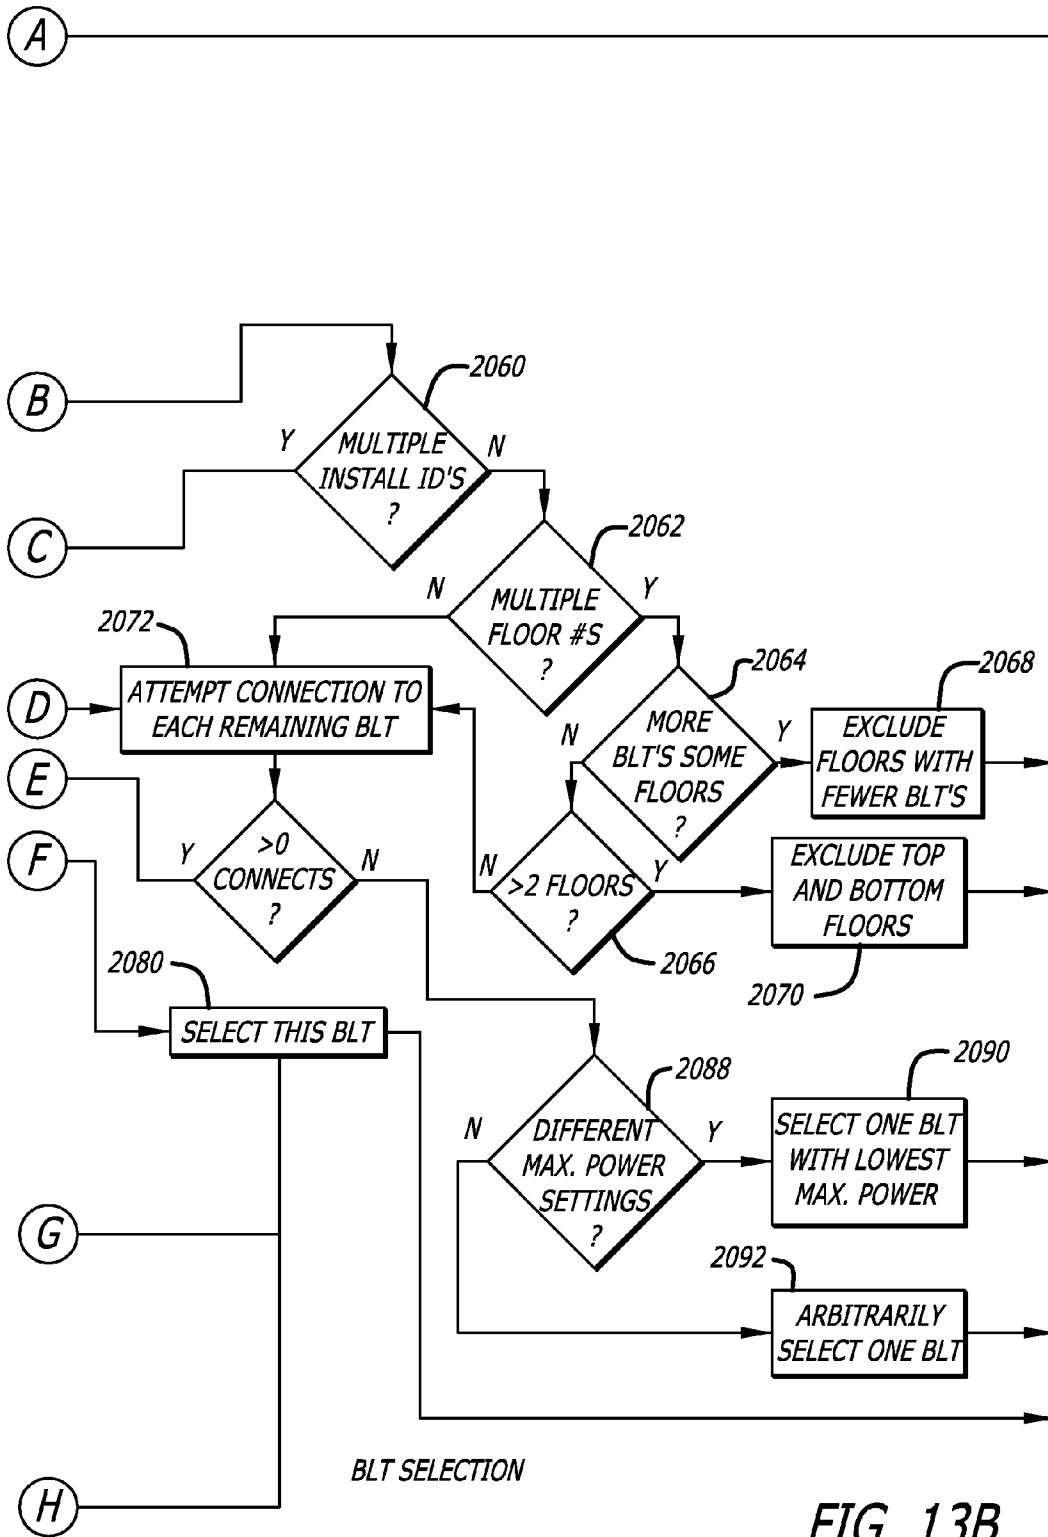 A
B
2060
Y
MULTIPLE
INSTALL ID'S
?
N
C
2062
N
MULTIPLE
FLOOR #S
?
Y
2072
ATTEMPT CONNECTION TO
EACH REMAINING BLT
D
2064
N
MORE
BLT'S SOME
FLOORS
?
Y
2068
EXCLUDE
FLOORS WITH
FEWER BLT'S
E
Y
>0
CONNECTS
?
N
F
N
>2 FLOORS
?
Y
2066
EXCLUDE TOP
AND BOTTOM
FLOORS
2070
2080
SELECT THIS BLT
2088
N
DIFFERENT
MAX. POWER
SETTINGS
?
Y
2090
SELECT ONE BLT
WITH LOWEST
MAX. POWER
G
2092
ARBITRARILY
SELECT ONE BLT
BLT SELECTION
H
FIG. 13B